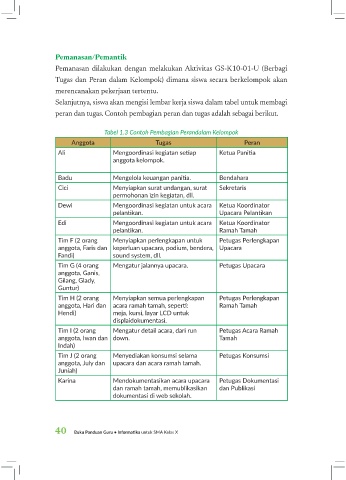 Pemanasan/Pemantik
Pemanasan dilakukan dengan melakukan Aktivitas GS-K10-01-U (Berbagi
Tugas dan Peran dalam Kelompok) dimana siswa secara berkelompok akan
merencanakan pekerjaan tertentu.
Selanjutnya, siswa akan mengisi lembar kerja siswa dalam tabel untuk membagi
peran dan tugas. Contoh pembagian peran dan tugas adalah sebagai berikut.
Tabel 1.3 Contoh Pembagian Perandalam Kelompok
Anggota Tugas Peran
Ali Mengoordinasi kegiatan setiap Ketua Panitia
anggota kelompok.
Badu Mengelola keuangan panitia. Bendahara
Cici Menyiapkan surat undangan, surat Sekretaris
permohonan izin kegiatan, dll.
Dewi Mengoordinasi kegiatan untuk acara Ketua Koordinator
pelantikan. Upacara Pelantikan
Edi Mengoordinasi kegiatan untuk acara Ketua Koordinator
pelantikan. Ramah Tamah
Tim F (2 orang Menyiapkan perlengkapan untuk Petugas Perlengkapan
anggota, Faris dan keperluan upacara, podium, bendera, Upacara
Fandi) sound system, dll.
Tim G (4 orang Mengatur jalannya upacara. Petugas Upacara
anggota, Ganis,
Gilang, Glady,
Guntur)
Tim H (2 orang Menyiapkan semua perlengkapan Petugas Perlengkapan
anggota, Hari dan acara ramah tamah, seperti: Ramah Tamah
Hendi) meja, kursi, layar LCD untuk
displaidokumentasi.
Tim I (2 orang Mengatur detail acara, dari run Petugas Acara Ramah
anggota, Iwan dan down. Tamah
Indah)
Tim J (2 orang Menyediakan konsumsi selama Petugas Konsumsi
anggota, July dan upacara dan acara ramah tamah.
Juniah)
Karina Mendokumentasikan acara upacara Petugas Dokumentasi
dan ramah tamah, memublikasikan dan Publikasi
dokumentasi di web sekolah.
40 Buku Panduan Guru • Informatika untuk SMA Kelas X